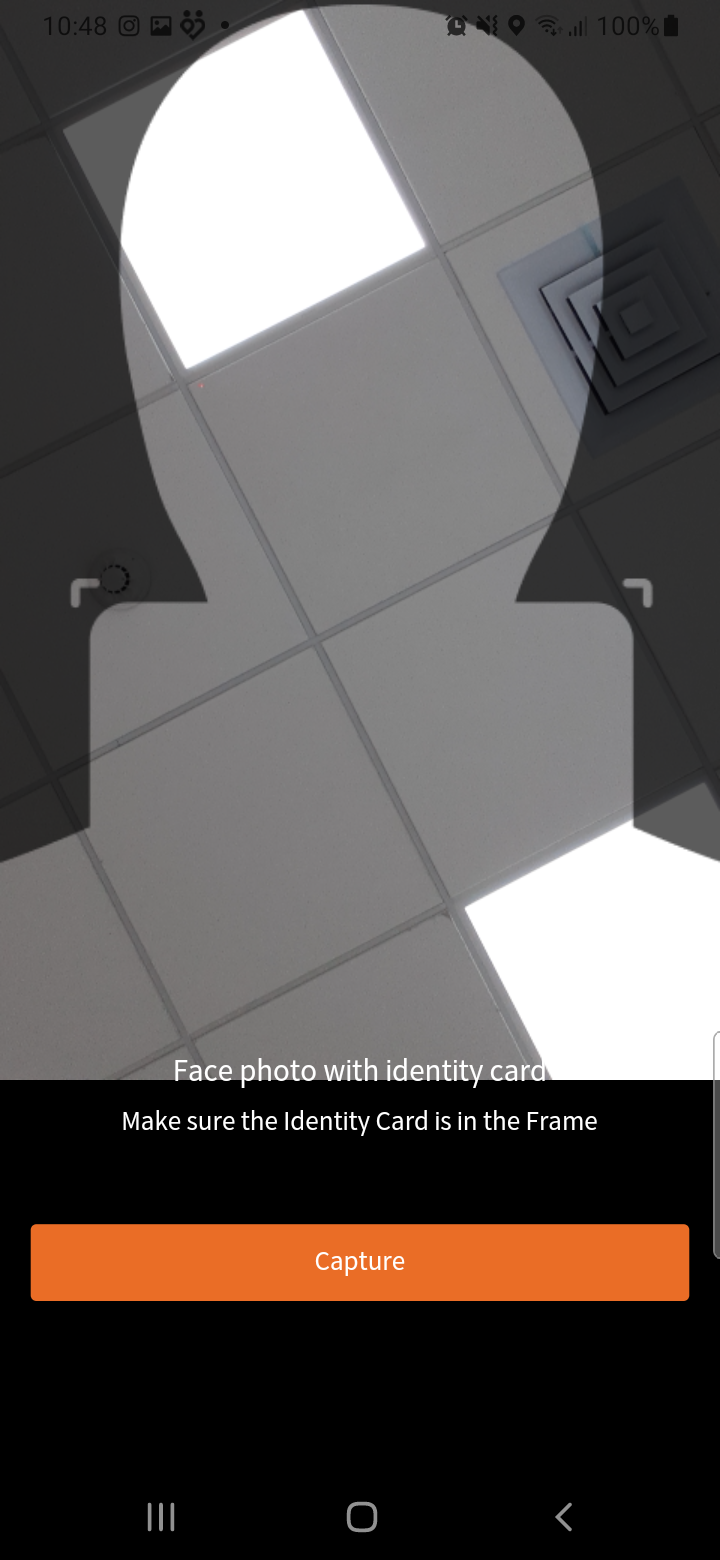 10:48
100%
Face photo with identity card
Make sure the Identity Card is in the Frame
Capture